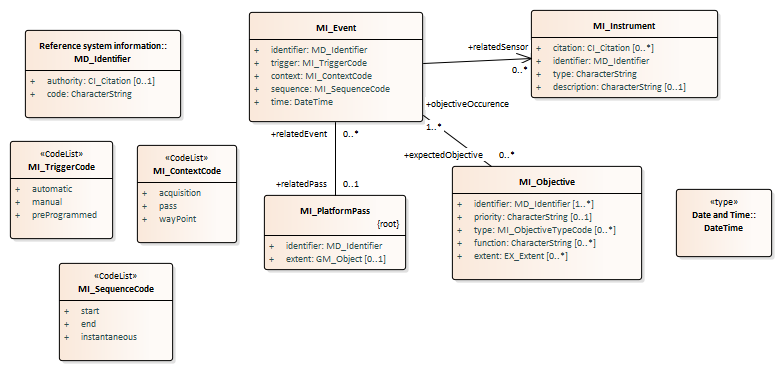 Reference system information::
MD_Identifier
+ authority: CI_Citation [0..1]
+ code: CharacterString
MI_Event
+ identifier: MD_Identifier
+ trigger: MI_TriggerCode
+ context: MI_ContextCode
+ sequence: MI_SequenceCode
+ time: DateTime
+relatedSensor
0..*
MI_Instrument
+ citation: CI_Citation [0..*]
+ identifier: MD_Identifier
+ type: CharacterString
+ description: CharacterString [0..1]
+objectiveOccurence
1..*
+relatedEvent
0..*
+expectedObjective
0..*
+relatedPass
0..1
«CodeList»
MI_TriggerCode
+ automatic
+ manual
+ preProgrammed
«CodeList»
MI_ContextCode
+ acquisition
+ pass
+ wayPoint
MI_PlatformPass
{root}
+ identifier: MD_Identifier
+ extent: GM_Object [0..1]
MI_Objective
+ identifier: MD_Identifier [1..*]
+ priority: CharacterString [0..1]
+ type: MI_ObjectiveTypeCode [0..*]
+ function: CharacterString [0..*]
+ extent: EX_Extent [0..*]
«type»
Date and Time::
DateTime
«CodeList»
MI_SequenceCode
+ start
+ end
+ instantaneous